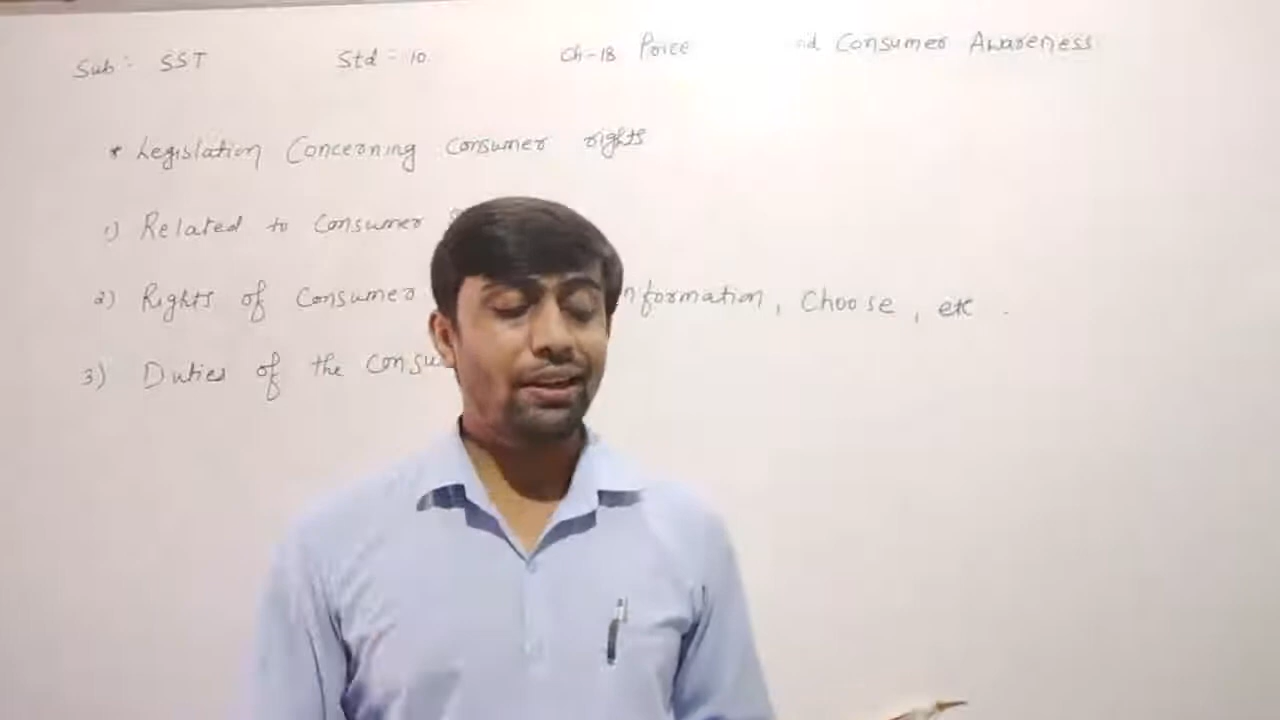 Sub:- SST Std - 10. Ch-18 Price nd Consumer Awareness
* Legislation Concerning Consumer rights
1) Related to Consumer
2) Rights of Consumer nformation, Choose, etc.
3) Duties of the Consu